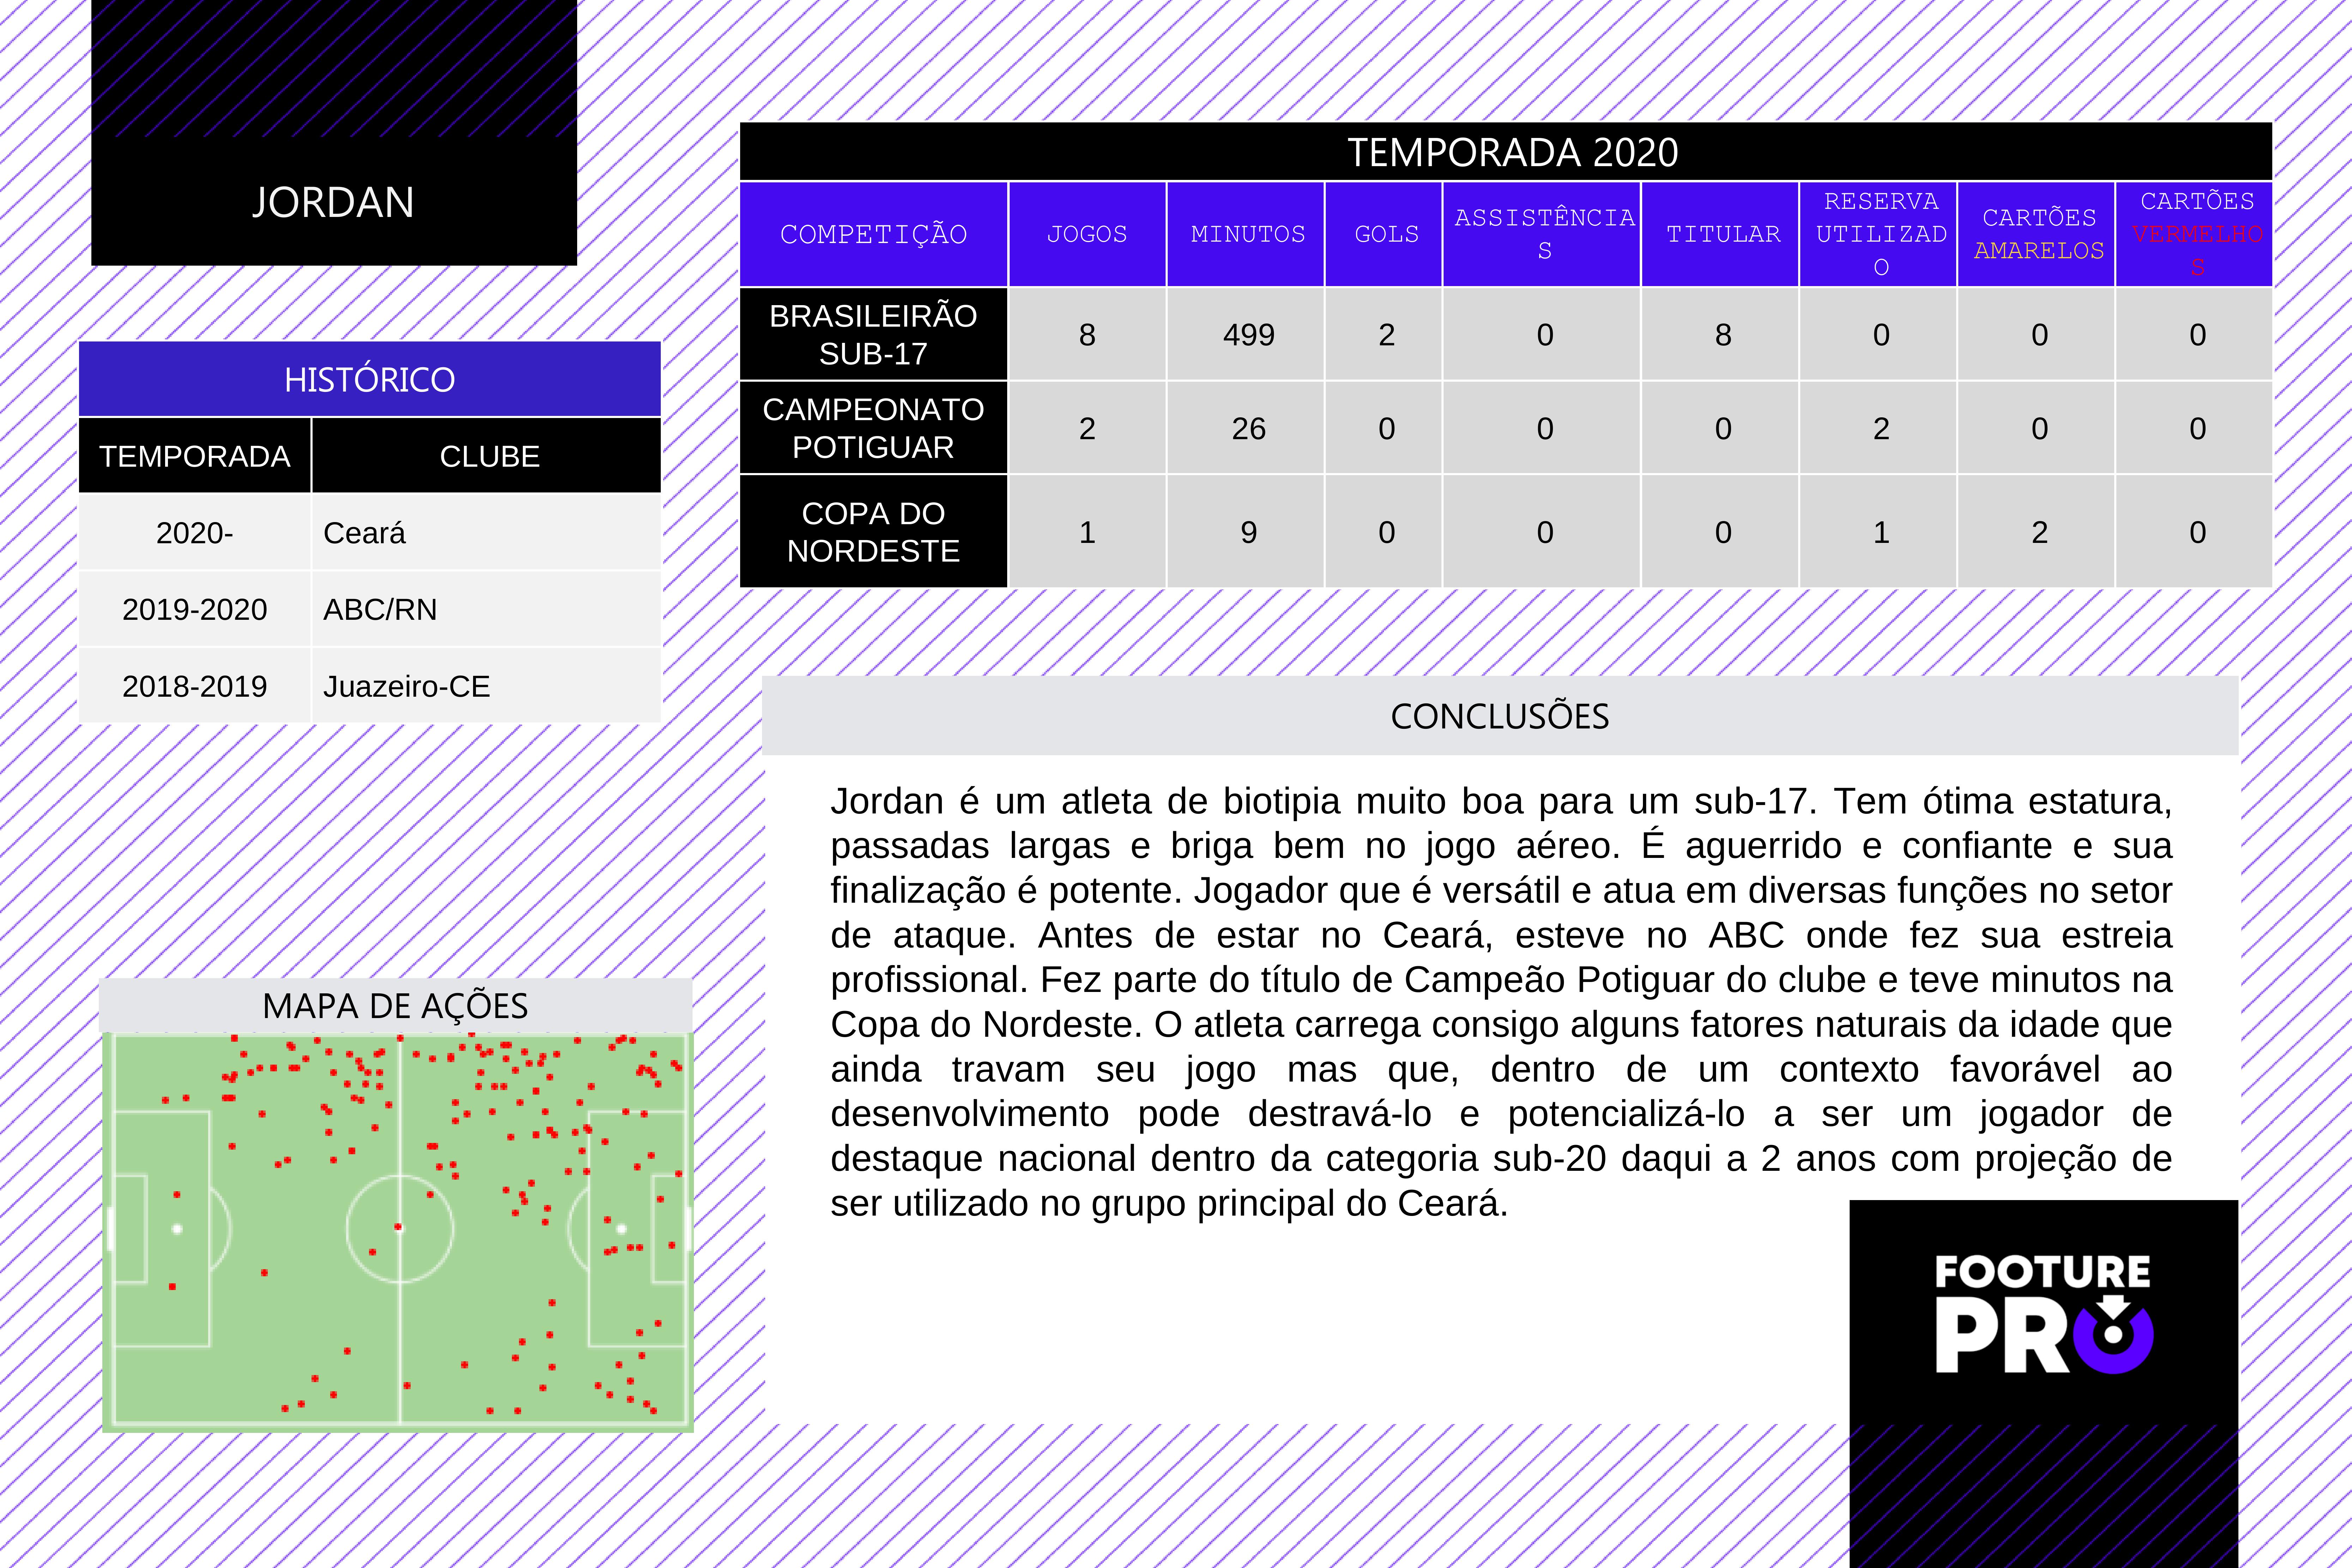 JORDAN
TEMPORADA 2020
COMPETIÇÃO JOGOS MINUTOS GOLS ASSISTÊNCIA
S TITULAR RESERVA
UTILIZAD
O CARTÕES
AMARELOS CARTÕES
VERMELHO
S
BRASILEIRÃO
SUB-17 8 499 2 0 8 0 0 0
CAMPEONATO
POTIGUAR 2 26 0 0 0 2 0 0
COPA DO
NORDESTE 1 9 0 0 0 1 2 0
HISTÓRICO
TEMPORADA CLUBE
2020- Ceará
2019-2020 ABC/RN
2018-2019 Juazeiro-CE
CONCLUSÕES
Jordan é um atleta de biotipia muito boa para um sub-17. Tem ótima estatura,
passadas largas e briga bem no jogo aéreo. É aguerrido e confiante e sua
finalização é potente. Jogador que é versátil e atua em diversas funções no setor
de ataque. Antes de estar no Ceará, esteve no ABC onde fez sua estreia
profissional. Fez parte do título de Campeão Potiguar do clube e teve minutos na
Copa do Nordeste. O atleta carrega consigo alguns fatores naturais da idade que
ainda travam seu jogo mas que, dentro de um contexto favorável ao
desenvolvimento pode destravá-lo e potencializá-lo a ser um jogador de
destaque nacional dentro da categoria sub-20 daqui a 2 anos com projeção de
ser utilizado no grupo principal do Ceará.
MAPA DE AÇÕES
FOOTURE
PRO